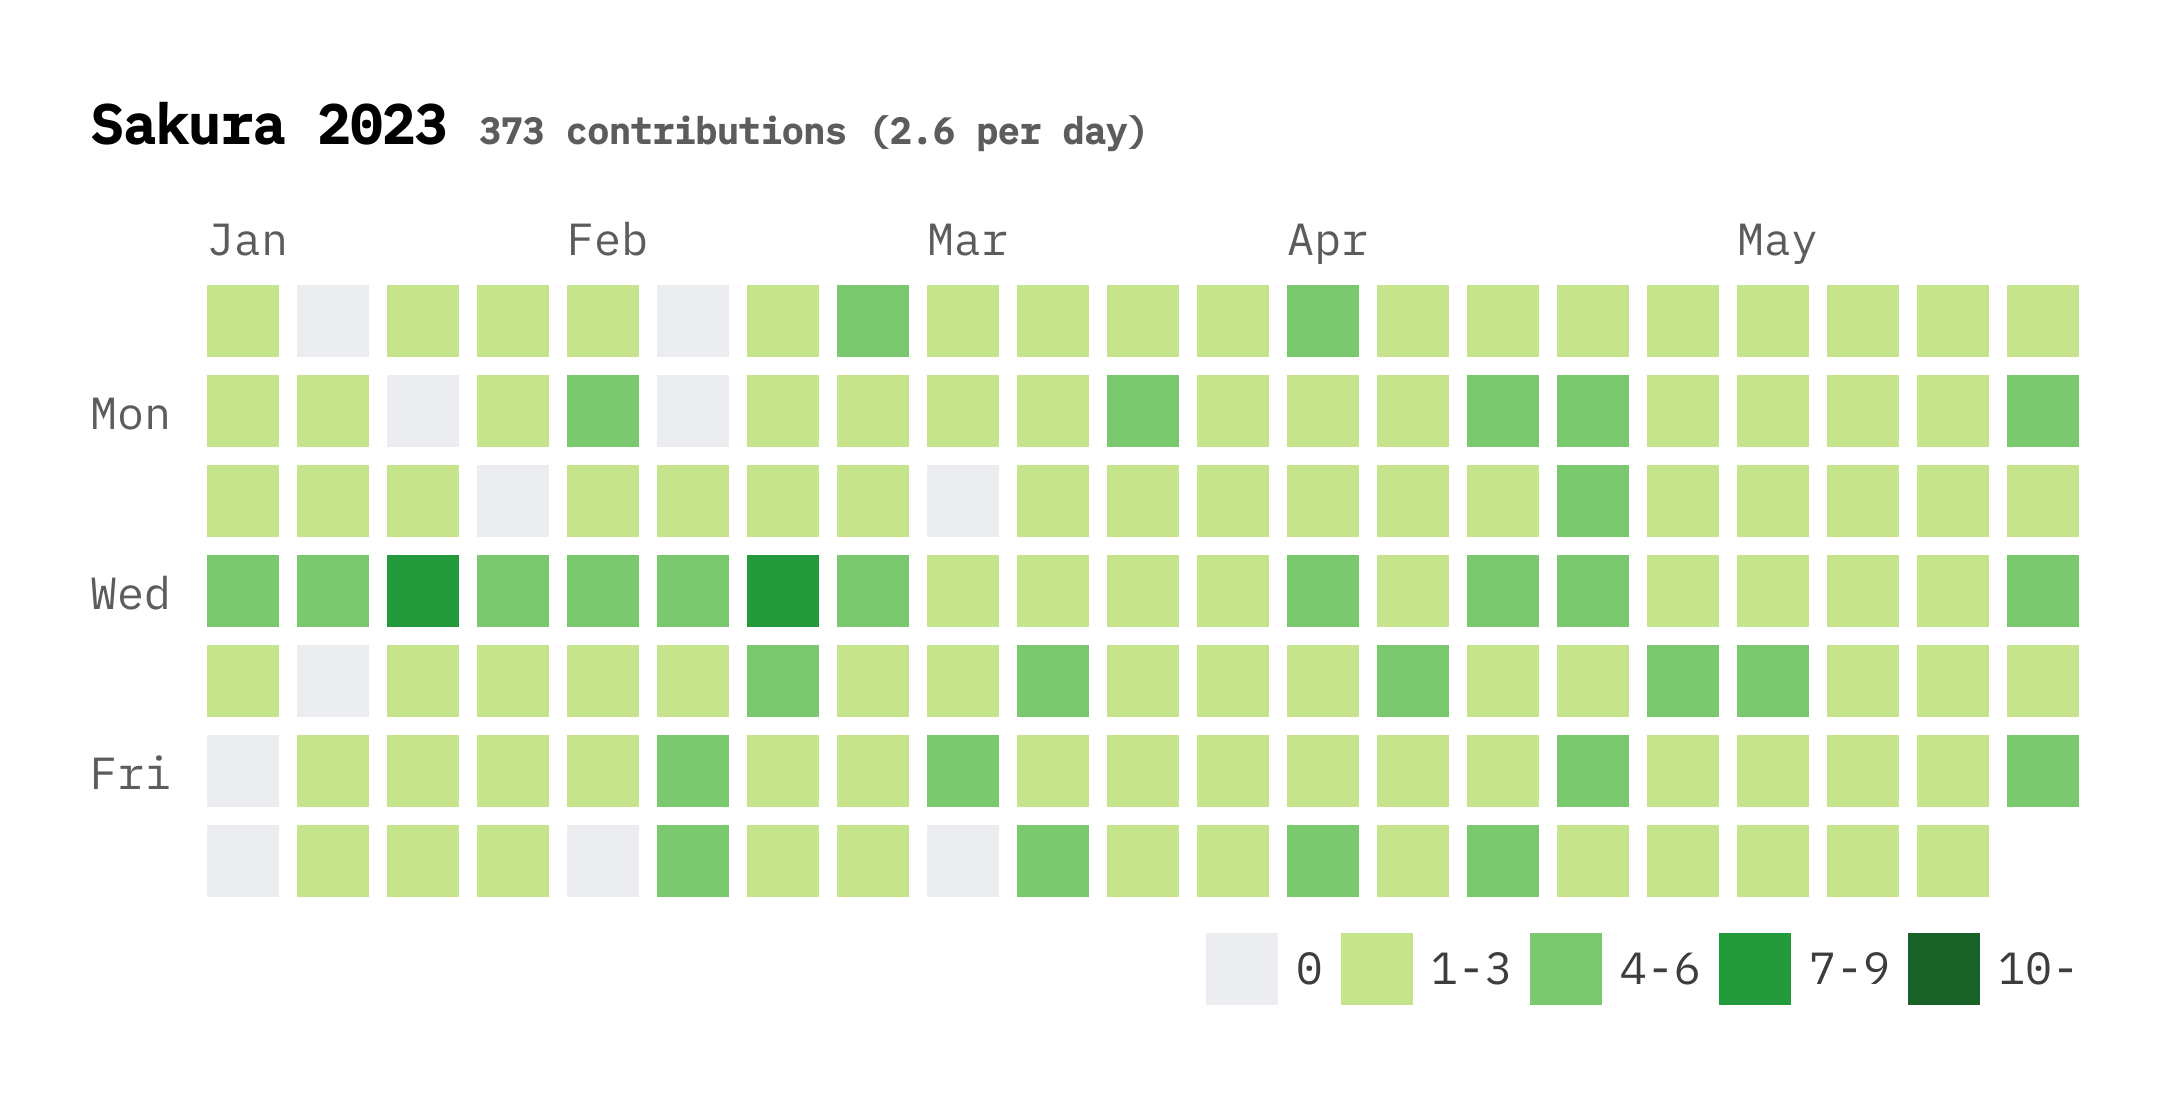 Sakura 2023 373 contributions (2.6 per day)
Jan Feb Mar Apr May
Mon
Wed
Fri
0 1-3 4-6 7-9 10-